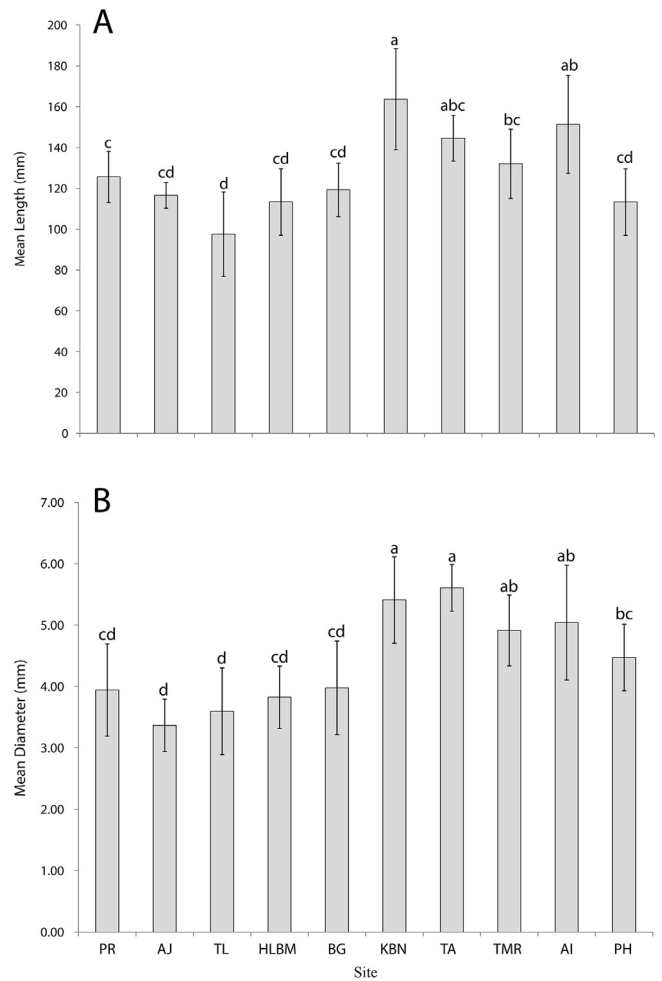 A
200
180
160
140
120
100
80
60
40
20
0
Mean Length (mm)
c
cd
d
cd
cd
a
abc
bc
ab
cd
B
7.00
6.00
5.00
4.00
3.00
2.00
1.00
0.00
Mean Diameter (mm)
cd
d
d
cd
cd
a
a
ab
ab
bc
PR AJ TL HLBM BG KBN TA TMR AI PH
Site